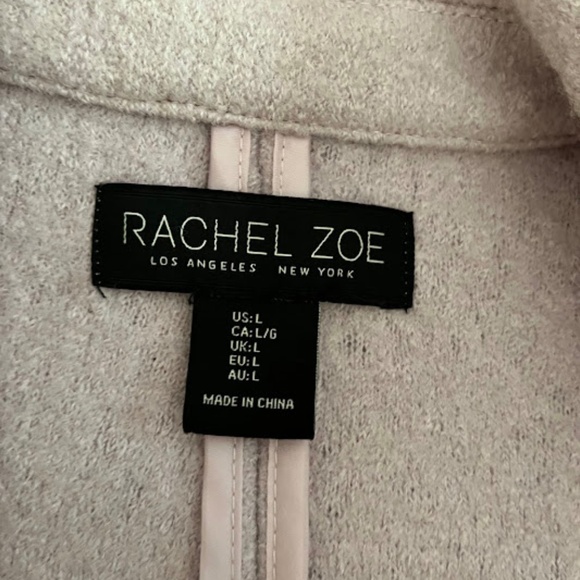 RACHEL ZOE
LOS ANGELES NEW YORK
US:L
CA:L/G
UK:L
EU:L
AU:L
MADE IN CHINA